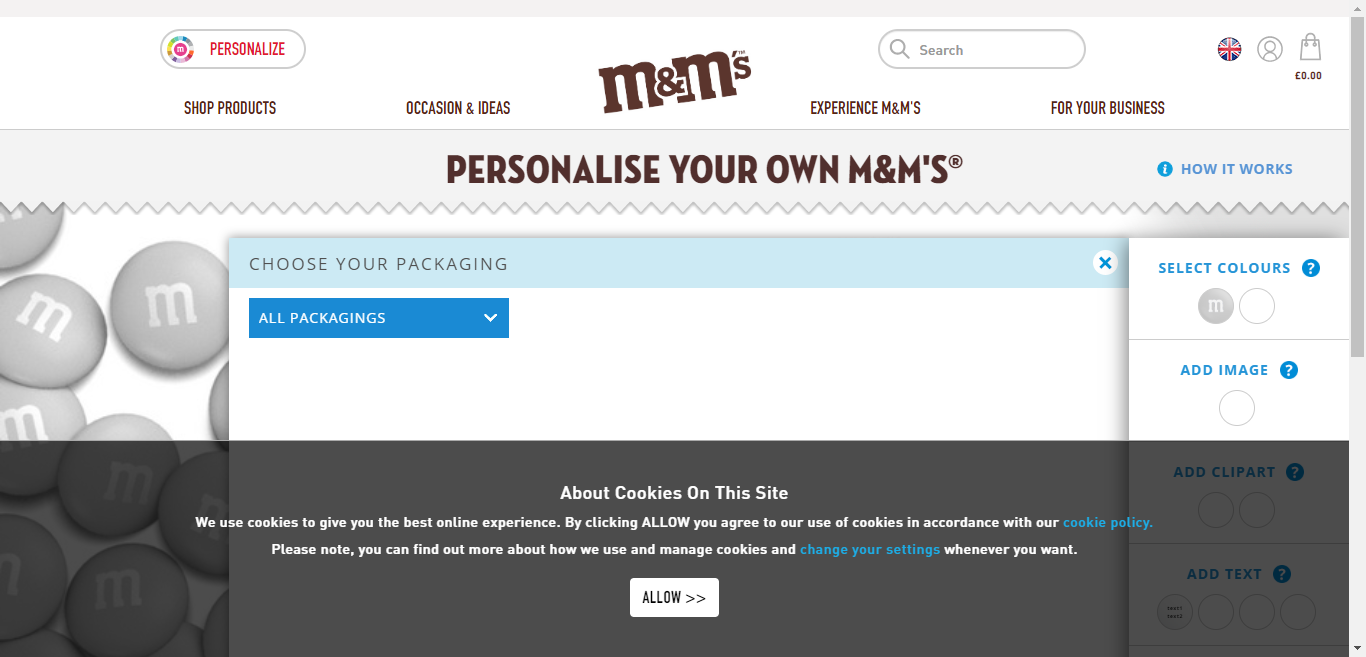 PERSONALIZE
m&m's™
Search
£0.00
SHOP PRODUCTS
OCCASION & IDEAS
EXPERIENCE M&M'S
FOR YOUR BUSINESS
PERSONALISE YOUR OWN M&M'S®
HOW IT WORKS
CHOOSE YOUR PACKAGING
ALL PACKAGINGS
SELECT COLOURS ?
m
ADD IMAGE ?
ADD CLIPART ?
ADD TEXT ?
TEXT1
TEXT2
About Cookies On This Site
We use cookies to give you the best online experience. By clicking ALLOW you agree to our use of cookies in accordance with our cookie policy.
Please note, you can find out more about how we use and manage cookies and change your settings whenever you want.
ALLOW >>